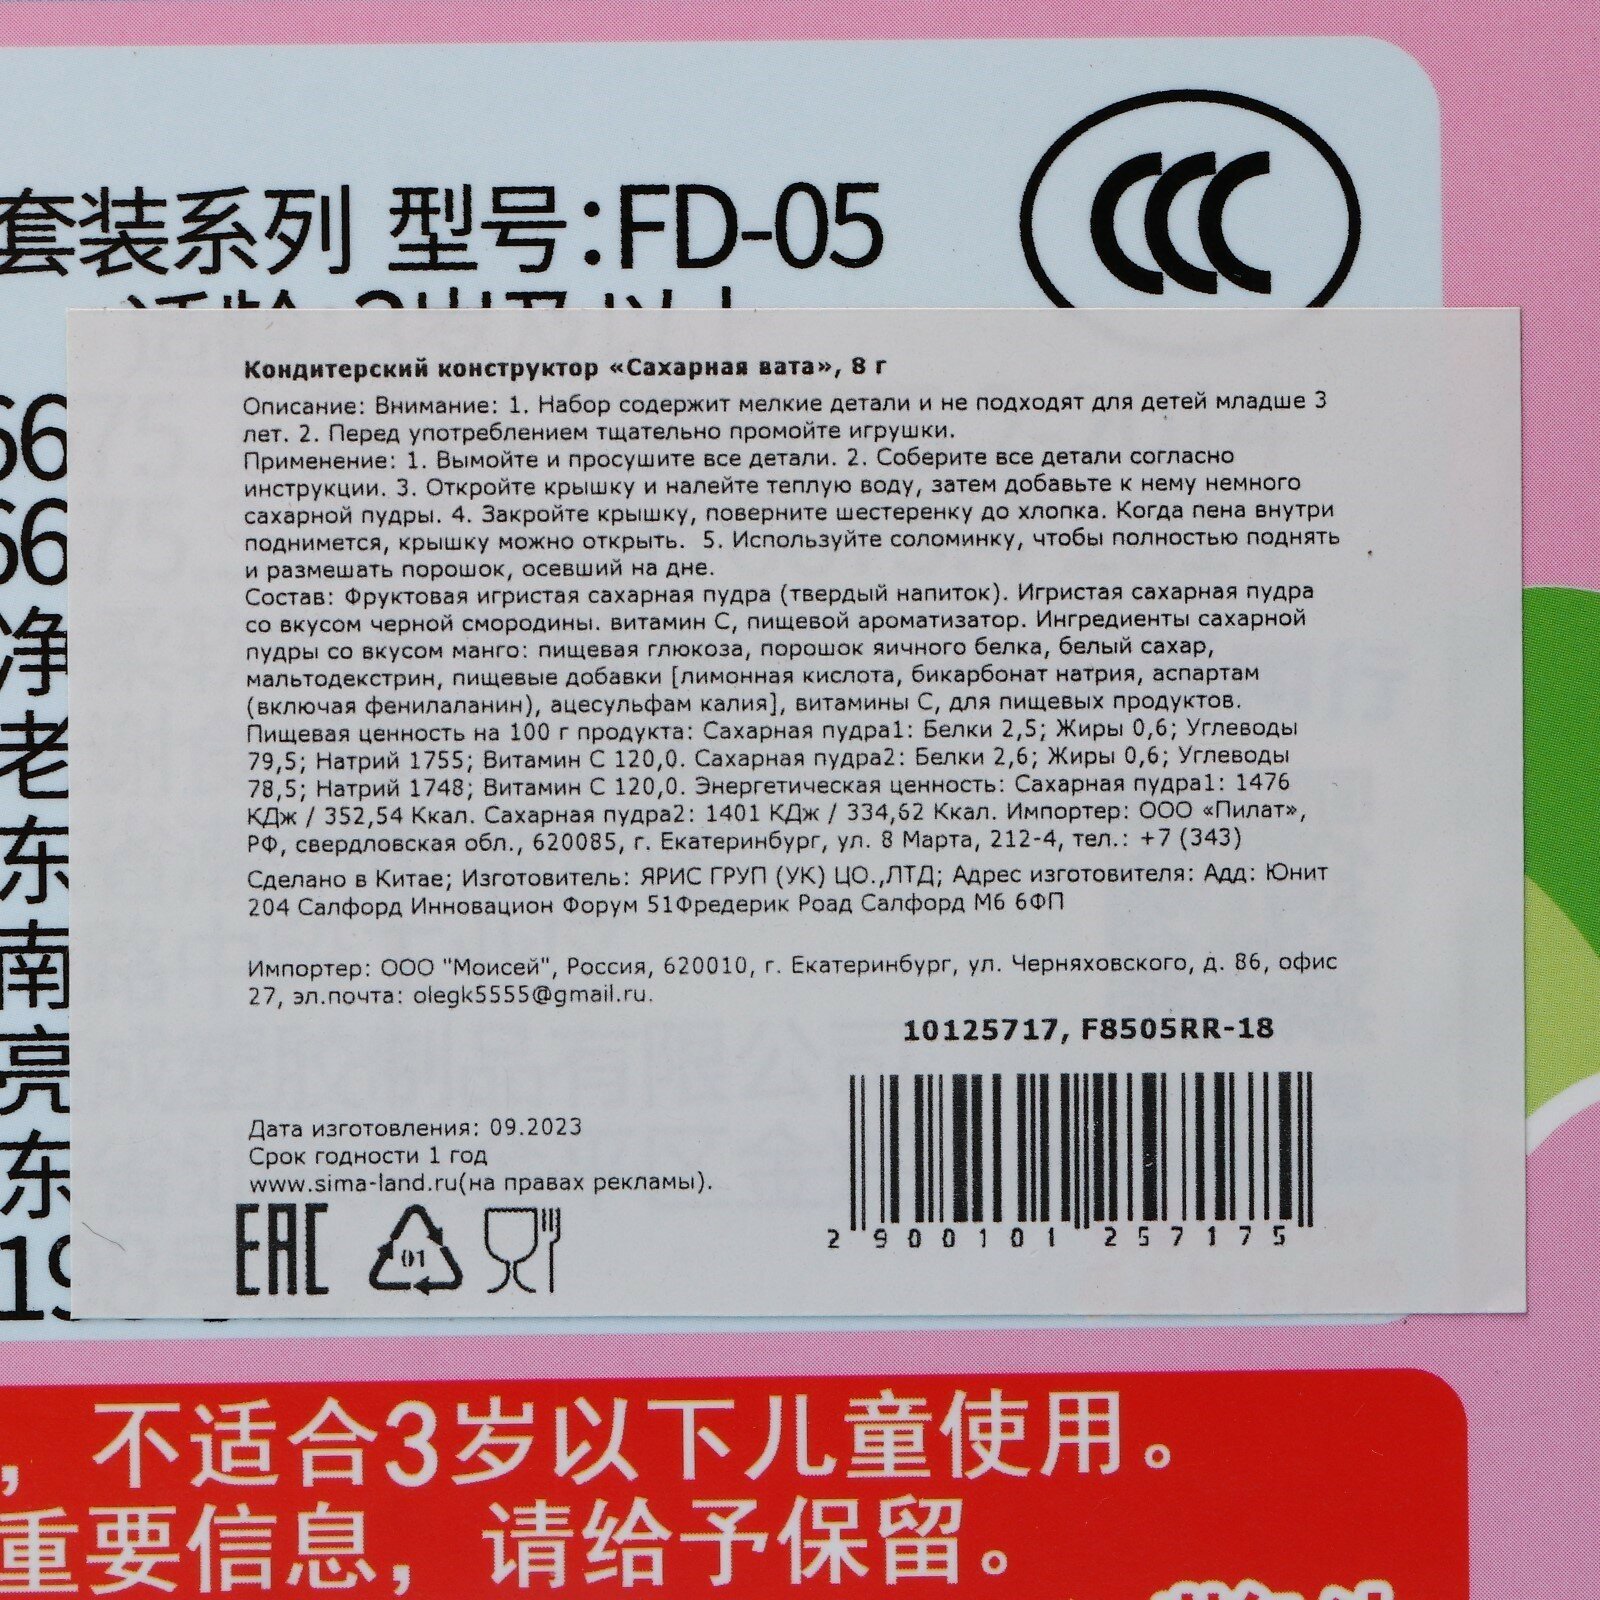 套装系列 型号:FD-05
CCC
Кондитерский конструктор «Сахарная вата», 8 г
Описание: Внимание: 1. Набор содержит мелкие детали и не подходят для детей младше 3
лет. 2. Перед употреблением тщательно промойте игрушки.
Применение: 1. Вымойте и просушите все детали. 2. Соберите все детали согласно
инструкции. 3. Откройте крышку и налейте теплую воду, затем добавьте к нему немного
сахарной пудры. 4. Закройте крышку, поверните шестеренку до хлопка. Когда пена внутри
поднимется, крышку можно открыть. 5. Используйте соломинку, чтобы полностью поднять
и размешать порошок, осевший на дне.
Состав: Фруктовая игристая сахарная пудра (твердый напиток). Игристая сахарная пудра
со вкусом черной смородины. витамин С, пищевой ароматизатор. Ингредиенты сахарной
пудры со вкусом манго: пищевая глюкоза, порошок яичного белка, белый сахар,
мальтодекстрин, пищевые добавки [лимонная кислота, бикарбонат натрия, аспартам
(включая фенилаланин), ацесульфам калия], витамины С, для пищевых продуктов.
Пищевая ценность на 100 г продукта: Сахарная пудра1: Белки 2,5; Жиры 0,6; Углеводы
79,5; Натрий 1755; Витамин С 120,0. Сахарная пудра2: Белки 2,6; Жиры 0,6; Углеводы
78,5; Натрий 1748; Витамин С 120,0. Энергетическая ценность: Сахарная пудра1: 1476
КДж / 352,54 Ккал. Сахарная пудра2: 1401 КДж / 334,62 Ккал. Импортер: ООО «Пилат»,
РФ, свердловская обл., 620085, г. Екатеринбург, ул. 8 Марта, 212-4, тел.: +7 (343)
Сделано в Китае; Изготовитель: ЯРИС ГРУП (УК) ЦО.,ЛТД; Адрес изготовителя: Адд: Юнит
204 Салфорд Инновацион Форум 51Фредерик Роад Салфорд М6 6ФП
Импортер: ООО "Моисей", Россия, 620010, г. Екатеринбург, ул. Черняховского, д. 86, офис
27, эл.почта: olegk5555@gmail.ru.
10125717, F8505RR-18
Дата изготовления: 09.2023
Срок годности 1 год
www.sima-land.ru(на правах рекламы).
EAC
01
2 900101 257175
66
66
净
老
东
南
亮
东
19
，不适合3岁以下儿童使用。
重要信息，请给予保留。